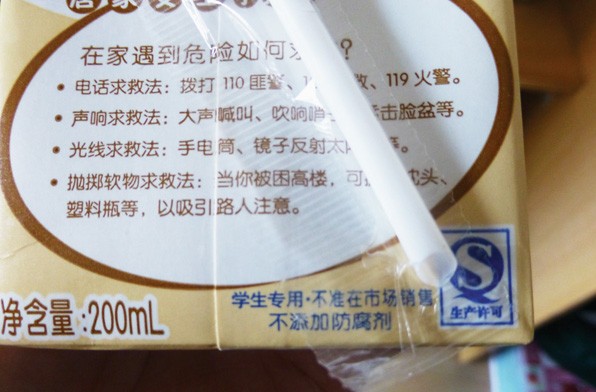 在家遇到危险如何求?
• 电话求救法：拨打 110 匪警、1 救、119 火警。
• 声响求救法：大声喊叫、吹响哨 击脸盆等。
• 光线求救法：手电筒、镜子反射太 等。
• 抛掷软物求救法：当你被困高楼，可 枕头、
塑料瓶等，以吸引路人注意。
学生专用·不准在市场销售
不添加防腐剂
净含量:200mL
生产许可